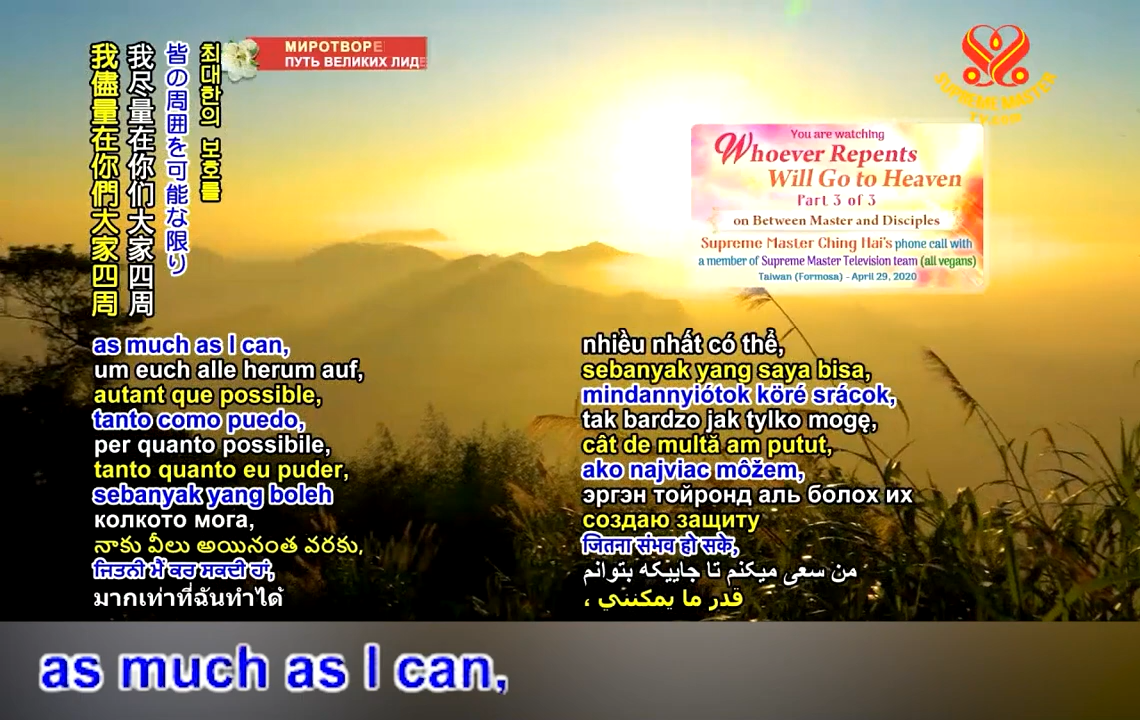 我儘量在你們大家四周
我尽量在你们大家四周
皆の周囲を可能な限り
최대한의 보호를
МИРОТВОРЕ
ПУТЬ ВЕЛИКИХ ЛИДЕ
SUPREME MASTER
You are watching
Whoever Repents
Will Go to Heaven
Part 3 of 3
on Between Master and Disciples
Supreme Master Ching Hai's phone call with
a member of Supreme Master Television team (all vegans)
Taiwan (Formosa) - April 29, 2020
as much as I can,
um euch alle herum auf,
autant que possible,
tanto como puedo,
per quanto possibile,
tanto quanto eu puder,
sebanyak yang boleh
колкото мога,
నాకు వీలు అయినంత వరకు,
ਜਿਤਨੀ ਮੈਂ ਕਰ ਸਕਦੀ ਹਾਂ,
มากเท่าที่ฉันทำได้
nhiều nhất có thể,
sebanyak yang saya bisa,
mindannyiótok köré srácok,
tak bardzo jak tylko mogę,
cât de multă am putut,
ako najviac môžem,
эргэн тойронд аль болох их
создаю защиту
जितना संभव हो सके,
من سعی میکنم تا جاییکه بتوانم
قدر ما يمكنني ،
as much as I can,